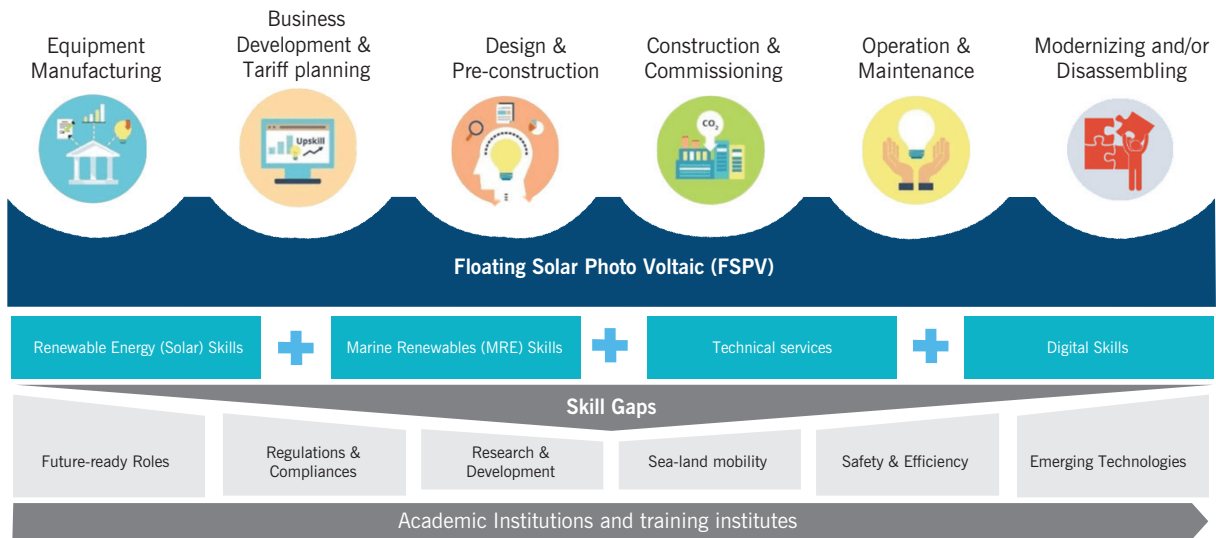 Equipment
Manufacturing
Business
Development &
Tariff planning
Design &
Pre-construction
Construction &
Commissioning
Operation &
Maintenance
Modernizing and/or
Disassembling
Upskill
CO2
Floating Solar Photo Voltaic (FSPV)
Renewable Energy (Solar) Skills
Marine Renewables (MRE) Skills
Technical services
Digital Skills
Skill Gaps
Future-ready Roles
Regulations &
Compliances
Research &
Development
Sea-land mobility
Safety & Efficiency
Emerging Technologies
Academic Institutions and training institutes